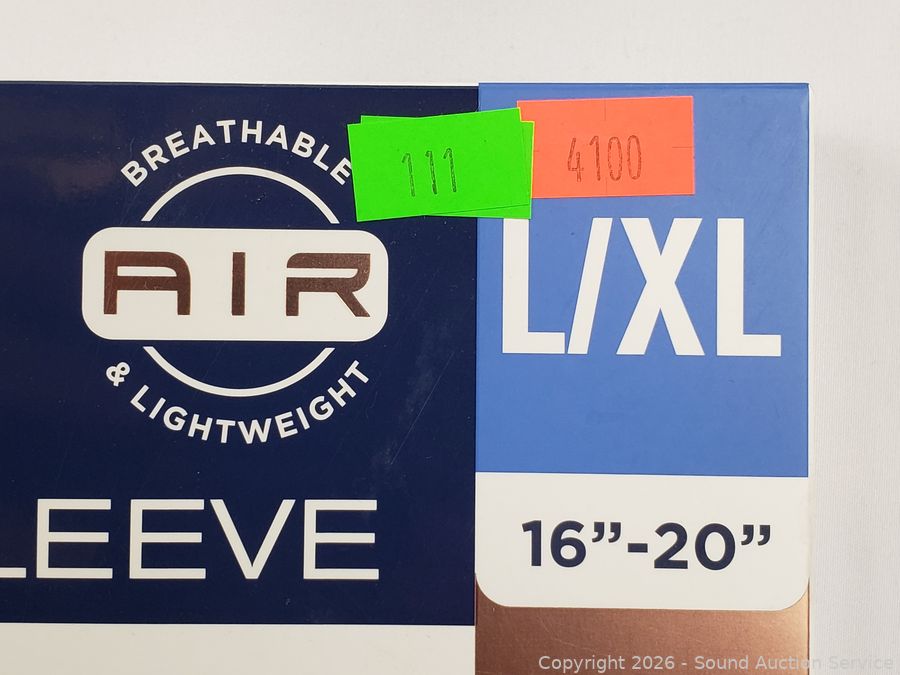 BREATHABLE
AIR
& LIGHTWEIGHT
LEEVE
111
4100
L/XL
16”-20”
Copyright 2026 - Sound Auction Service